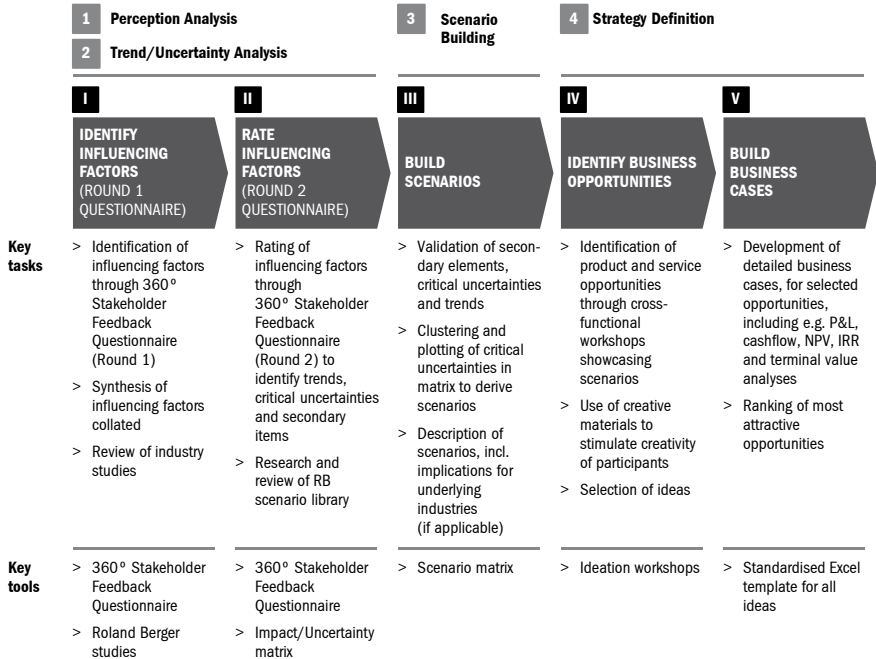 1 Perception Analysis
2 Trend/Uncertainty Analysis
3 Scenario
Building
4 Strategy Definition
I
IDENTIFY
INFLUENCING
FACTORS
(ROUND 1
QUESTIONNAIRE)
II
RATE
INFLUENCING
FACTORS
(ROUND 2
QUESTIONNAIRE)
III
BUILD
SCENARIOS
IV
IDENTIFY BUSINESS
OPPORTUNITIES
V
BUILD
BUSINESS
CASES
Key
tasks
> Identification of
influencing factors
through 360º
Stakeholder
Feedback
Questionnaire
(Round 1)
> Synthesis of
influencing factors
collated
> Review of industry
studies
> Rating of
influencing factors
through
360º Stakeholder
Feedback
Questionnaire
(Round 2) to
identify trends,
critical uncertainties
and secondary
items
> Research and
review of RB
scenario library
> Validation of secon-
dary elements,
critical uncertainties
and trends
> Clustering and
plotting of critical
uncertainties in
matrix to derive
scenarios
> Description of
scenarios, incl.
implications for
underlying
industries
(if applicable)
> Identification of
product and service
opportunities
through cross-
functional
workshops
showcasing
scenarios
> Use of creative
materials to
stimulate creativity
of participants
> Selection of ideas
> Development of
detailed business
cases, for selected
opportunities,
including e.g. P&L,
cashflow, NPV, IRR
and terminal value
analyses
> Ranking of most
attractive
opportunities
Key
tools
> 360º Stakeholder
Feedback
Questionnaire
> Roland Berger
studies
> 360º Stakeholder
Feedback
Questionnaire
> Impact/Uncertainty
matrix
> Scenario matrix
> Ideation workshops
> Standardised Excel
template for all
ideas